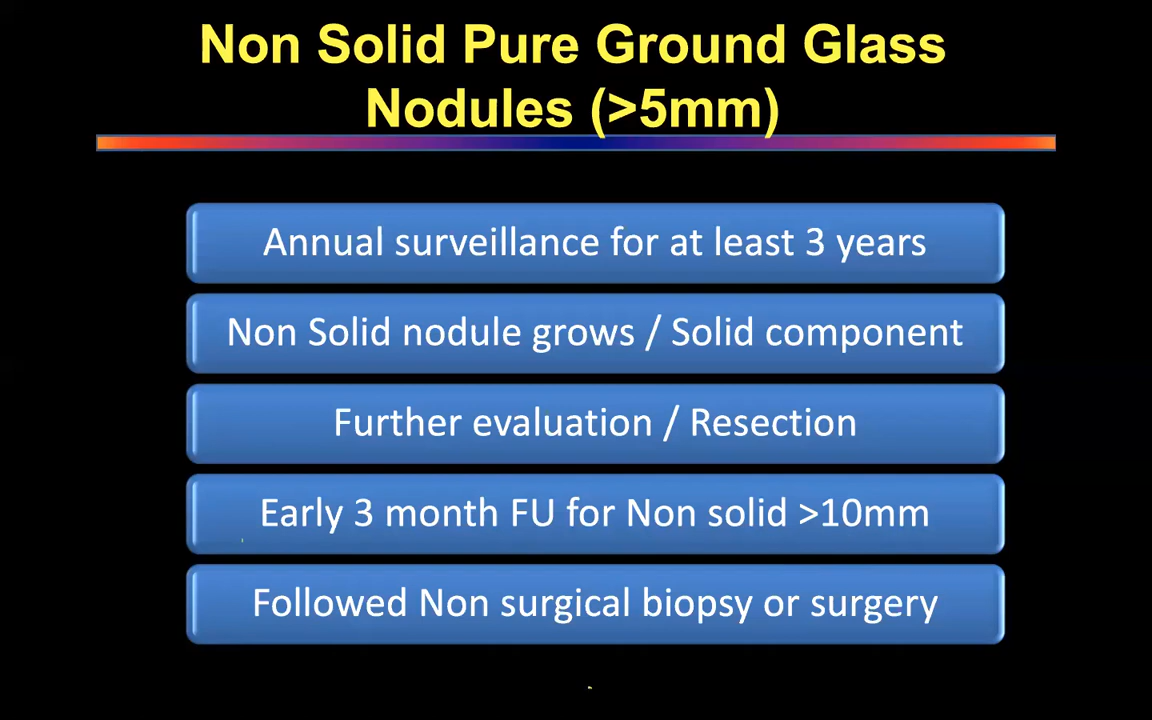 Non Solid Pure Ground Glass
Nodules (>5mm)
Annual surveillance for at least 3 years
Non Solid nodule grows / Solid component
Further evaluation / Resection
Early 3 month FU for Non solid >10mm
Followed Non surgical biopsy or surgery